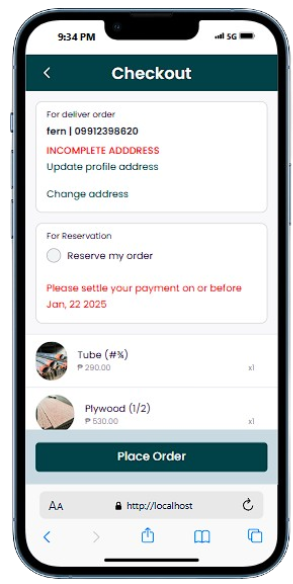 9:34 PM
5G
Checkout
For deliver order
fern | 09912398620
INCOMPLETE ADDDRESS
Update profile address
Change address
For Reservation
Reserve my order
Please settle your payment on or before
Jan, 22 2025
Tube (#¾)
₱ 290.00
x1
Plywood (1/2)
₱ 530.00
x1
Place Order
AA
http://localhost